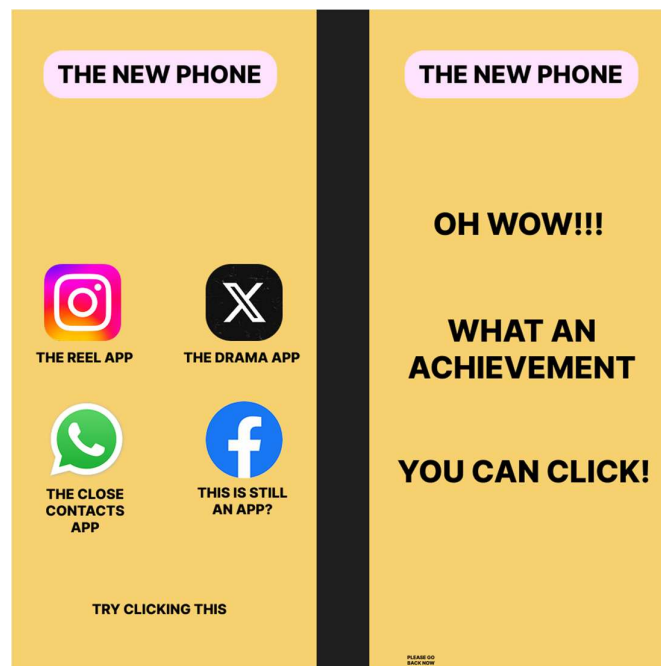 THE NEW PHONE
THE REEL APP
THE DRAMA APP
THE CLOSE
CONTACTS
APP
THIS IS STILL
AN APP?
TRY CLICKING THIS
THE NEW PHONE
OH WOW!!!
WHAT AN
ACHIEVEMENT
YOU CAN CLICK!
PLEASE GO
BACK NOW